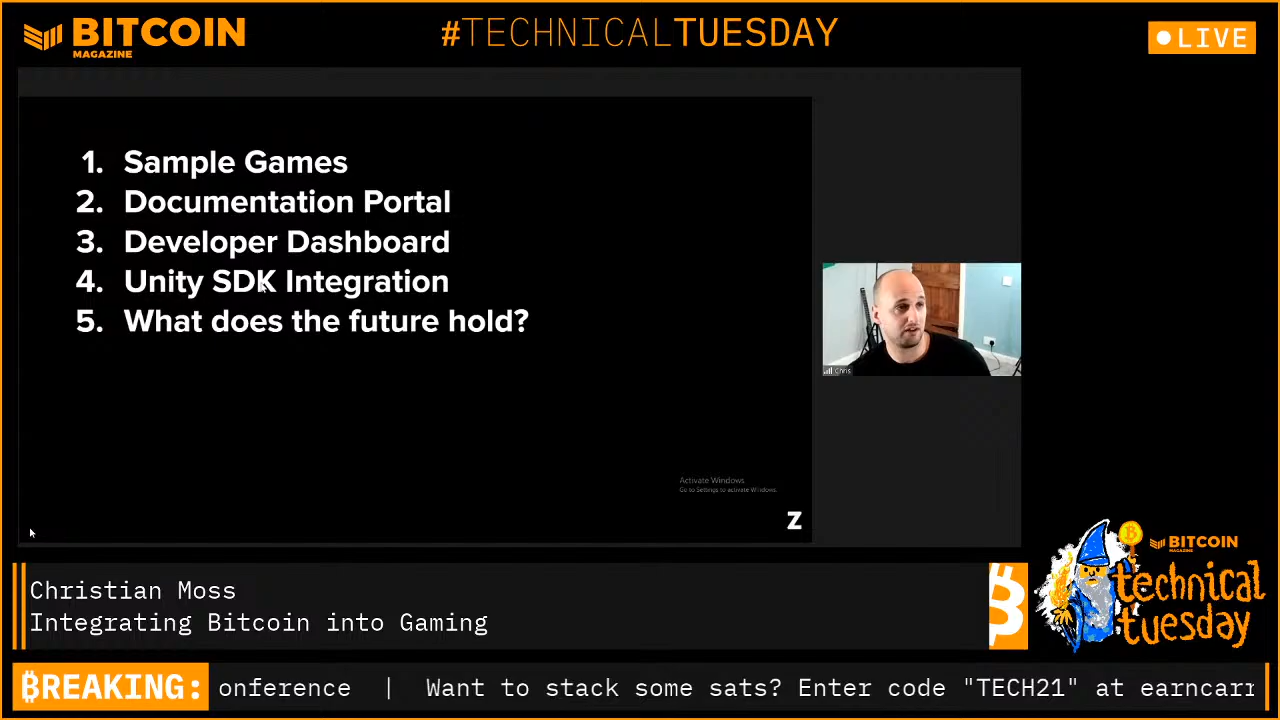 BITCOIN
MAGAZINE
#TECHNICALTUESDAY
LIVE
1. Sample Games
2. Documentation Portal
3. Developer Dashboard
4. Unity SDK Integration
5. What does the future hold?
Activate Windows
Go to Settings to activate Windows.
Z
Chris
Christian Moss
Integrating Bitcoin into Gaming
BITCOIN
MAGAZINE
technical
tuesday
₿REAKING: onference | Want to stack some sats? Enter code "TECH21" at earncarr